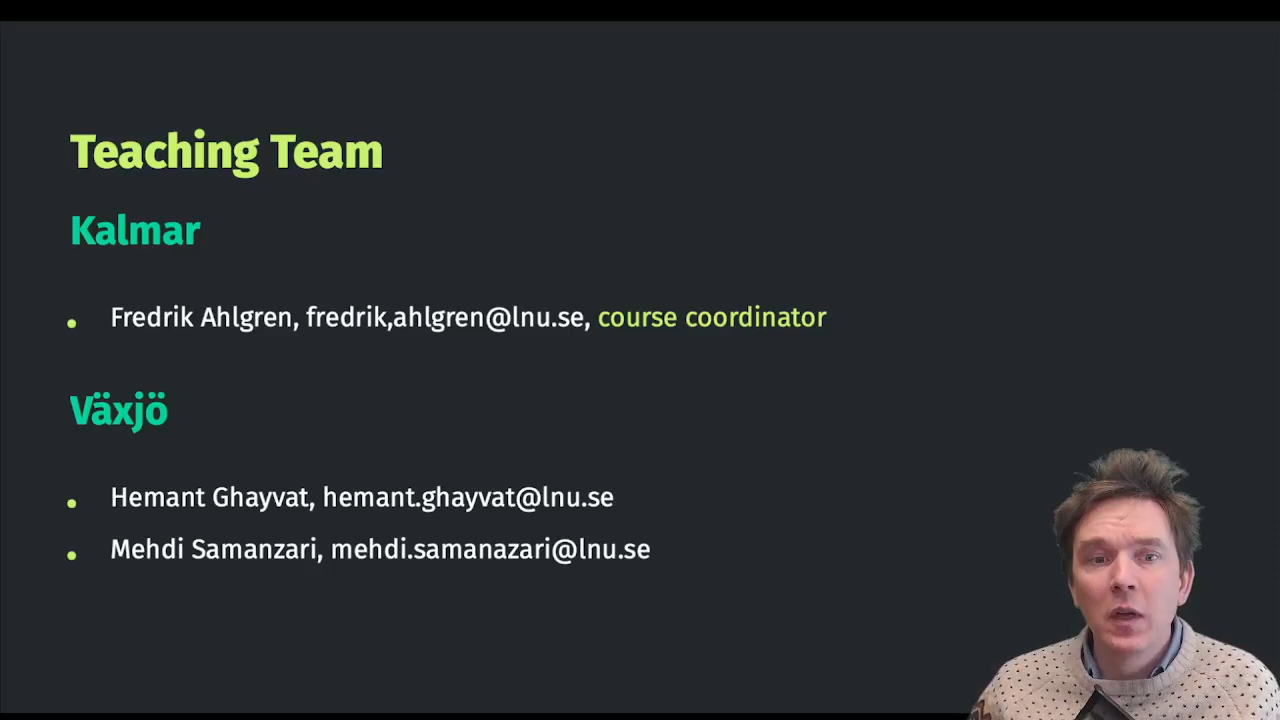 Teaching Team
Kalmar
• Fredrik Ahlgren, fredrik,ahlgren@lnu.se, course coordinator
Växjö
• Hemant Ghayvat, hemant.ghayvat@lnu.se
• Mehdi Samanzari, mehdi.samanazari@lnu.se